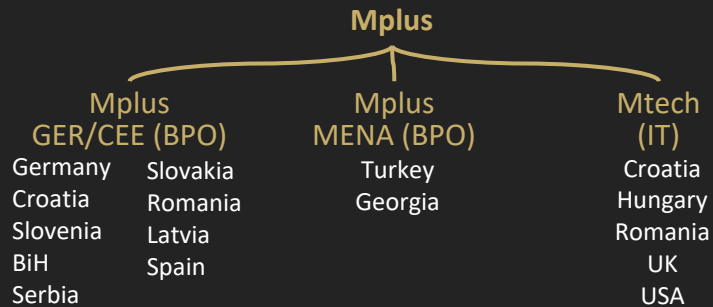 Mplus
Mplus
GER/CEE (BPO)
Germany
Croatia
Slovenia
BiH
Serbia
Slovakia
Romania
Latvia
Spain
Mplus
MENA (BPO)
Turkey
Georgia
Mtech
(IT)
Croatia
Hungary
Romania
UK
USA